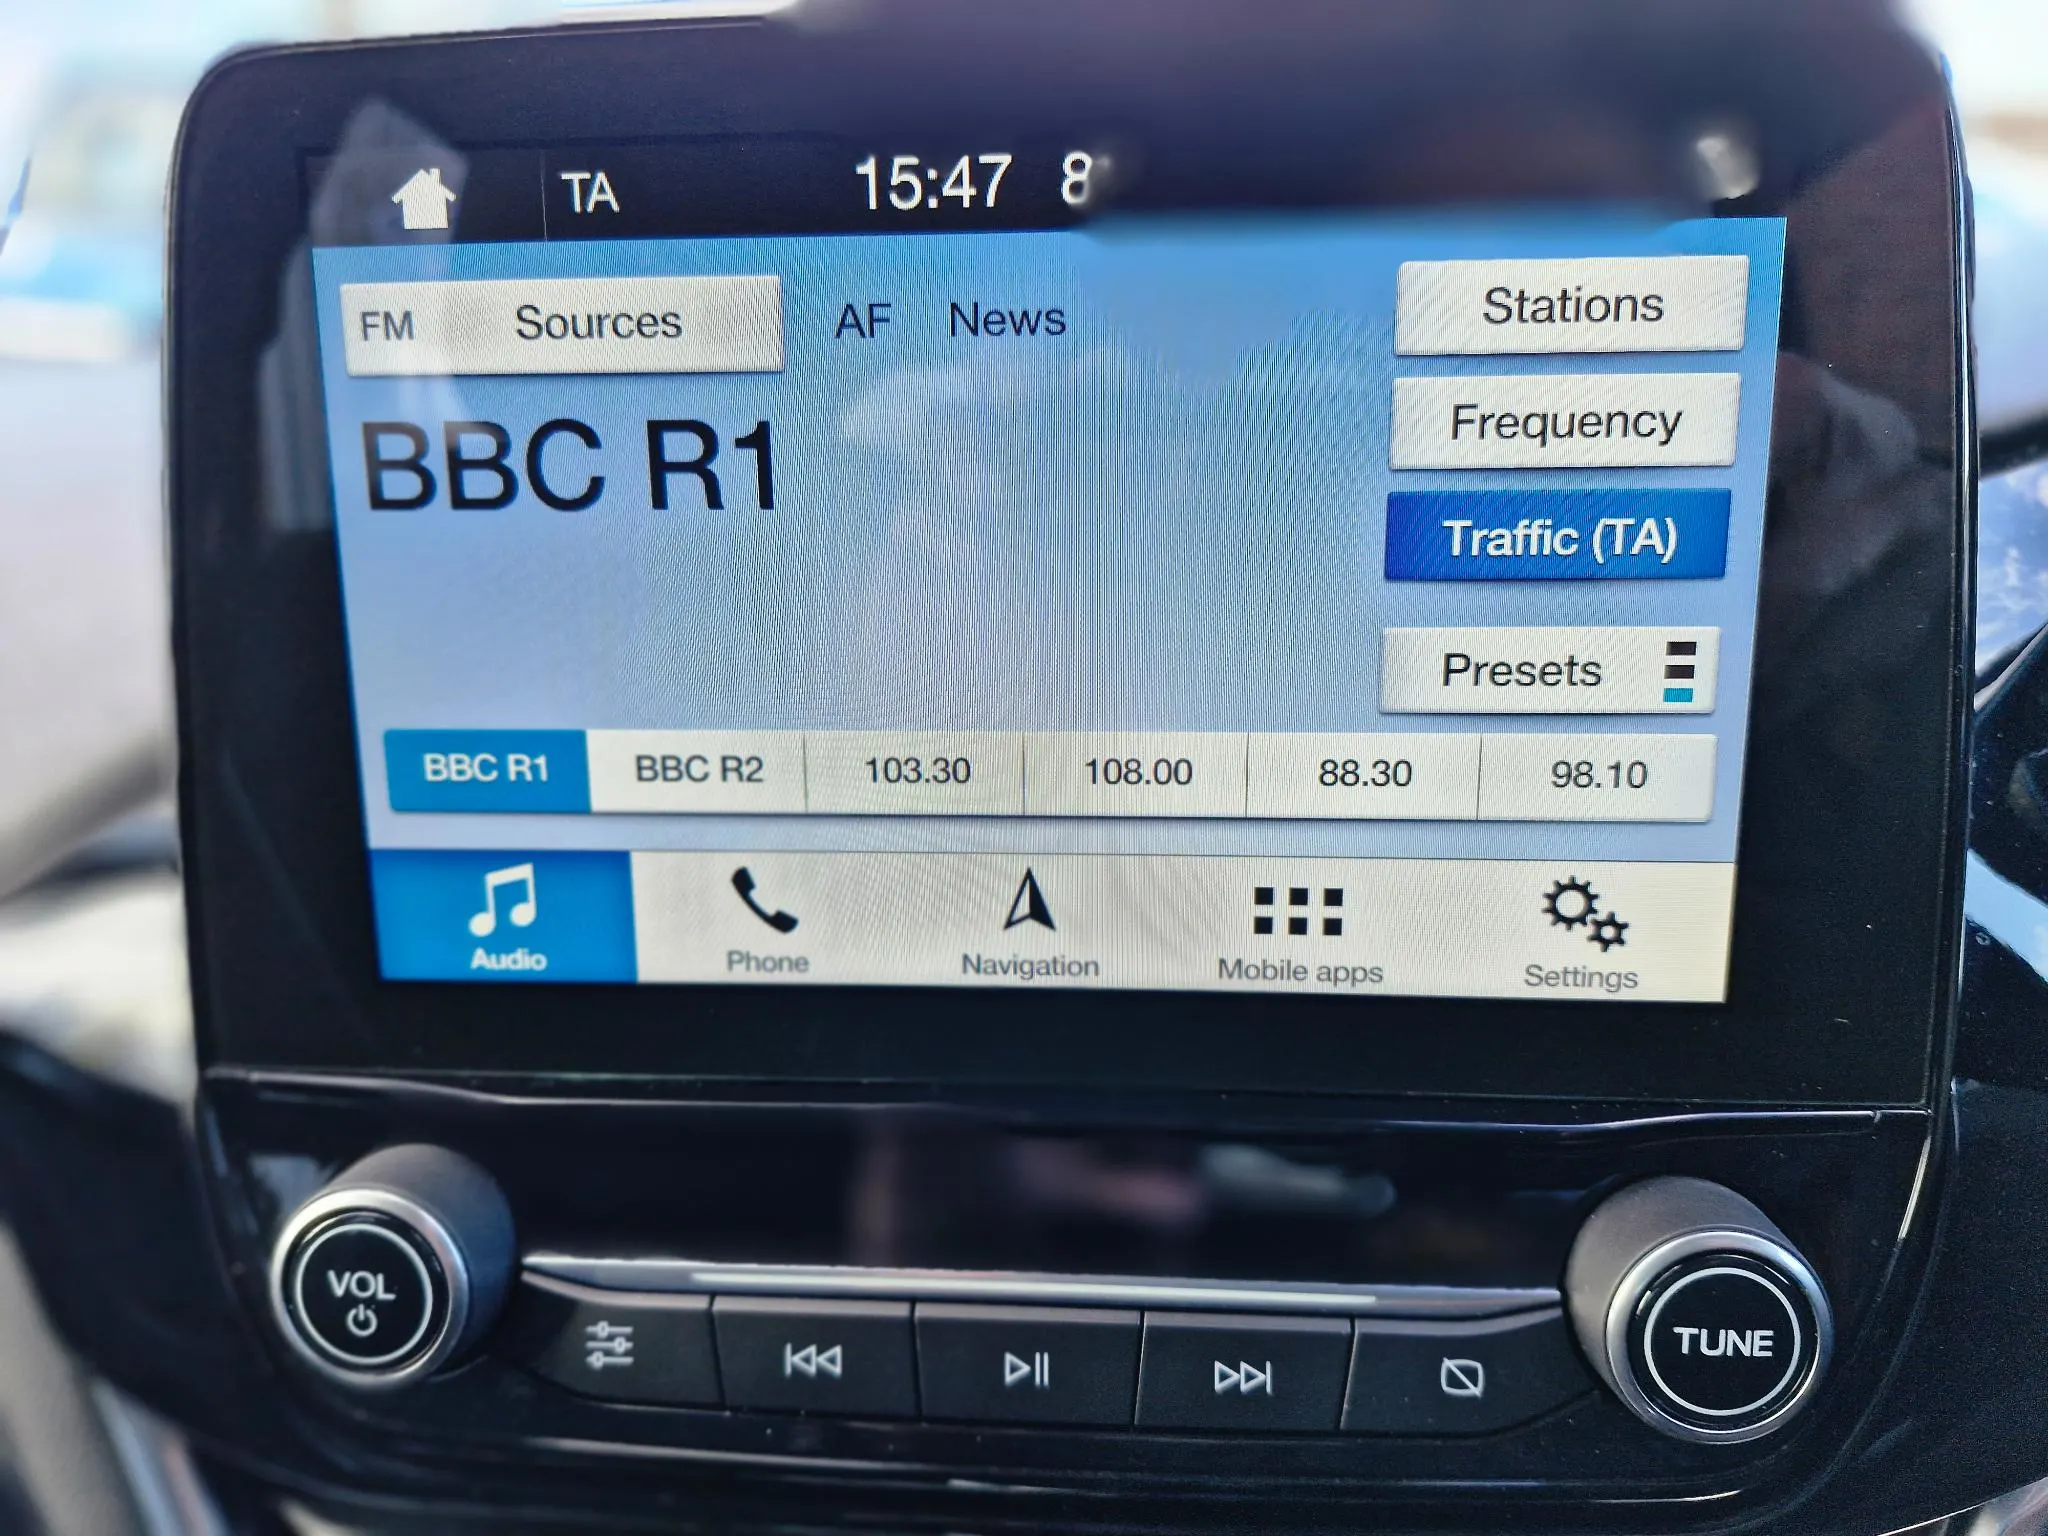 TA 15:47 8
FM Sources AF News Stations
Frequency
BBC R1
Traffic (TA)
Presets
BBC R1 BBC R2 103.30 108.00 88.30 98.10
Audio Phone Navigation Mobile apps Settings
VOL
TUNE